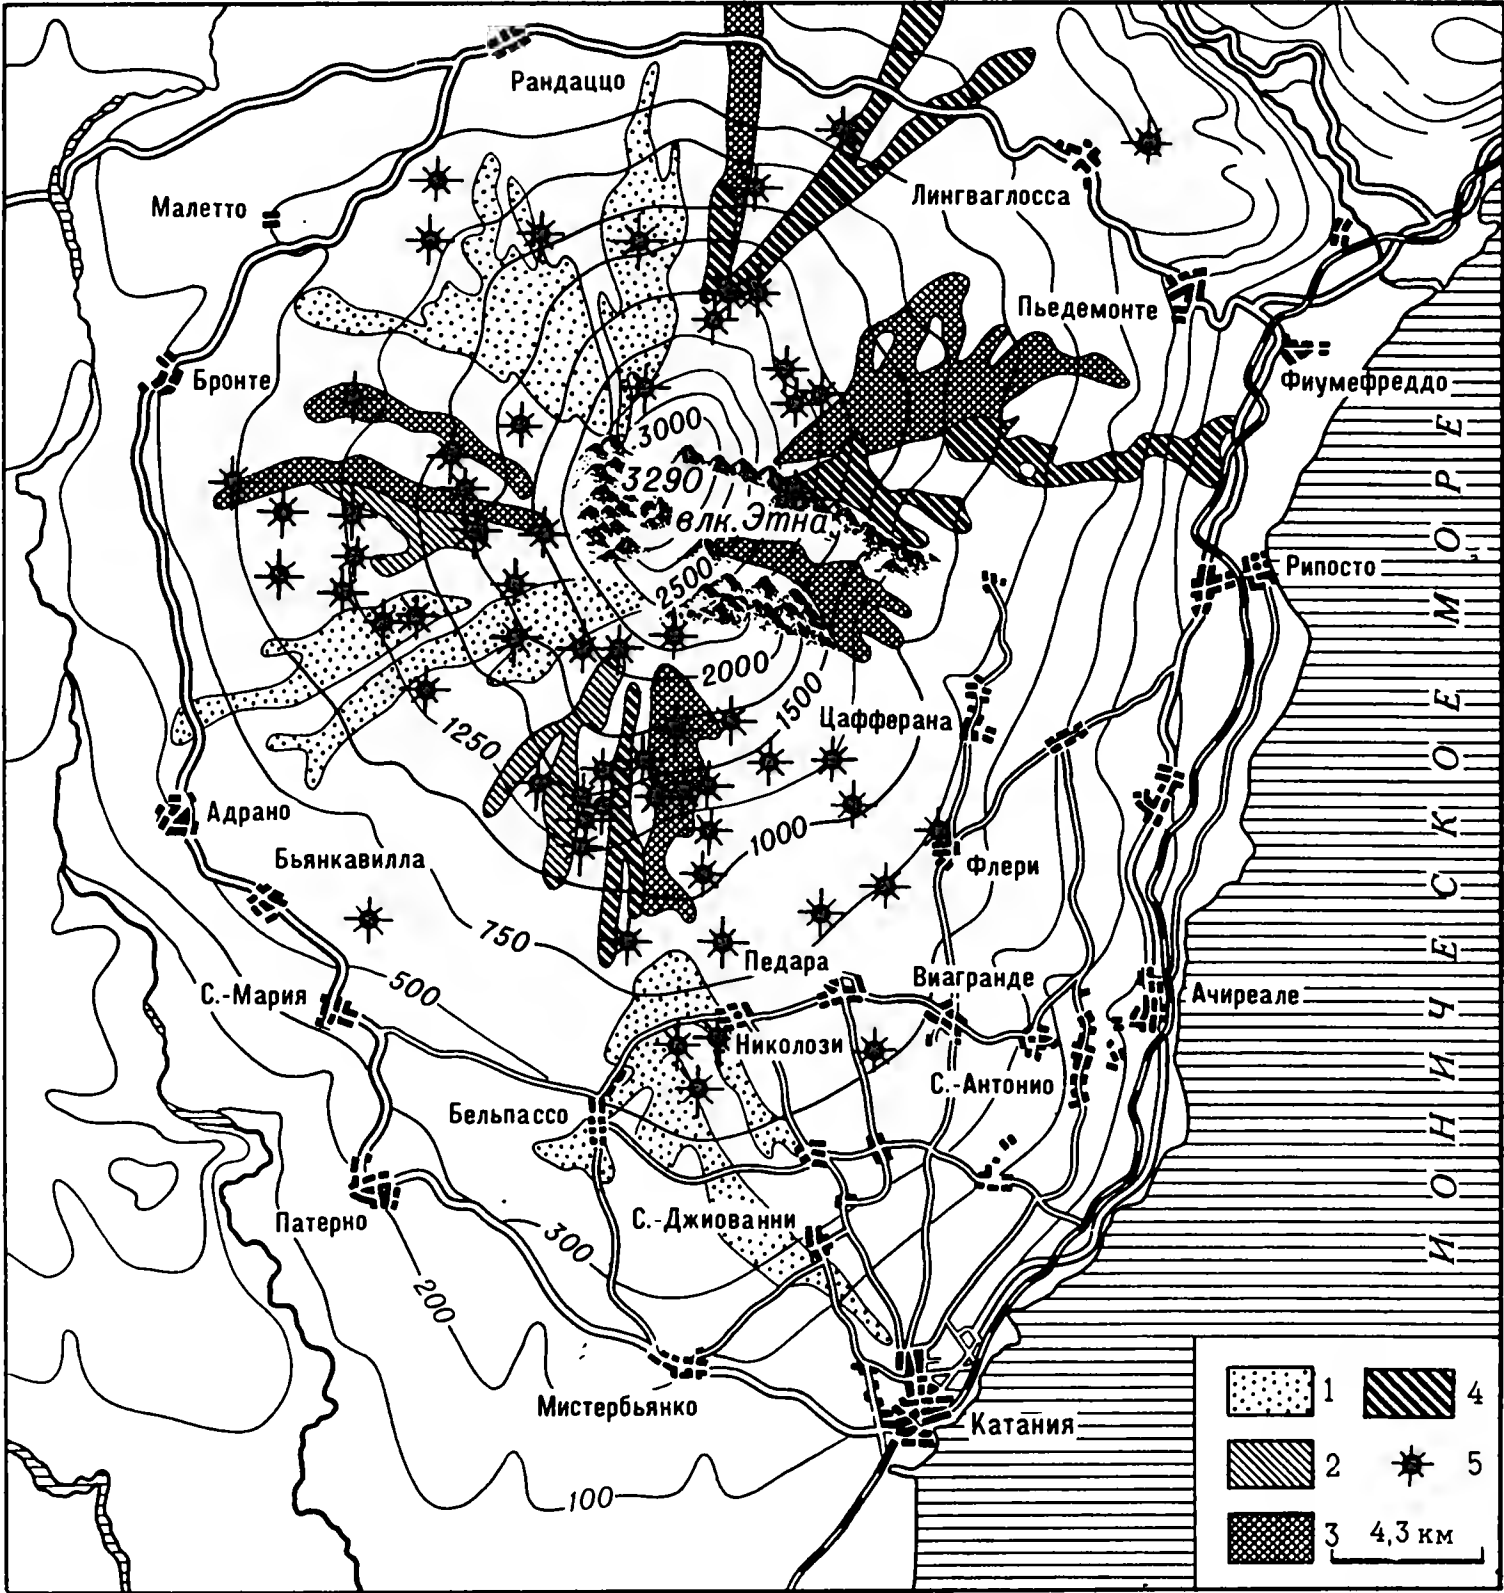 Рандаццо
Малетто
Лингваглосса
Пьедемонте
Бронте
Фиумефреддо
3000
3290
влк. Этна
Рипосто
2500
2000
1500
Цафферана
1250
Адрано
Бьянкавилла
1000
Флери
750
Педара
Виагранде
500
С.-Мария
Ачиреале
Николози
С.-Антонио
Бельпассо
Патерно
С.-Джиованни
300
200
Мистербьянко
Катания
100
ИОНИЧЕСКОЕ МОРЕ
1
4
2
5
3
4,3 км